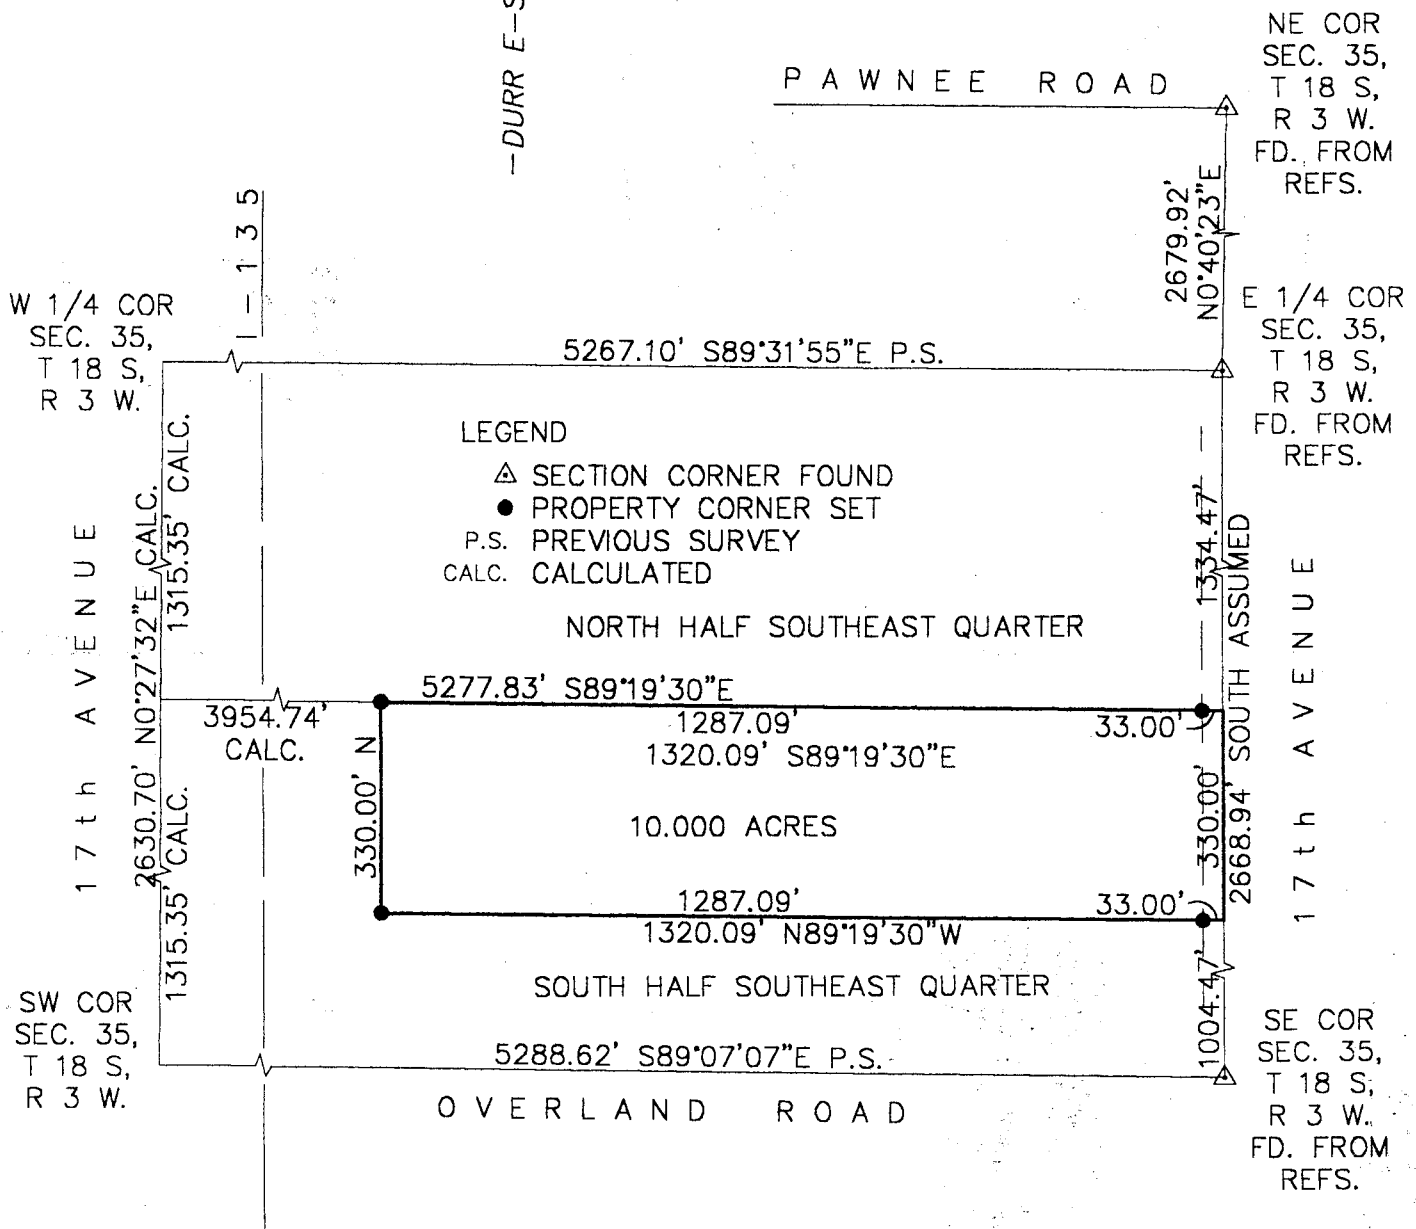 -DURR E-S
PAWNEE ROAD
NE COR
SEC. 35,
T 18 S,
R 3 W.
FD. FROM
REFS.
2679.92'
N0°40'23"E
I-135
W 1/4 COR
SEC. 35,
T 18 S,
R 3 W.
5267.10' S89°31'55"E P.S.
E 1/4 COR
SEC. 35,
T 18 S,
R 3 W.
FD. FROM
REFS.
LEGEND
SECTION CORNER FOUND
PROPERTY CORNER SET
P.S. PREVIOUS SURVEY
CALC. CALCULATED
17th AVENUE
2630.70' N0°27'32"E CALC.
1315.35' CALC.
1315.35' CALC.
NORTH HALF SOUTHEAST QUARTER
1334.47'
2668.94' SOUTH ASSUMED
17th AVENUE
5277.83' S89°19'30"E
3954.74'
CALC.
1287.09'
33.00'
1320.09' S89°19'30"E
330.00' N
10.000 ACRES
330.00'
1287.09'
33.00'
1320.09' N89°19'30"W
SOUTH HALF SOUTHEAST QUARTER
1004.47'
SW COR
SEC. 35,
T 18 S,
R 3 W.
5288.62' S89°07'07"E P.S.
OVERLAND ROAD
SE COR
SEC. 35,
T 18 S,
R 3 W.
FD. FROM
REFS.